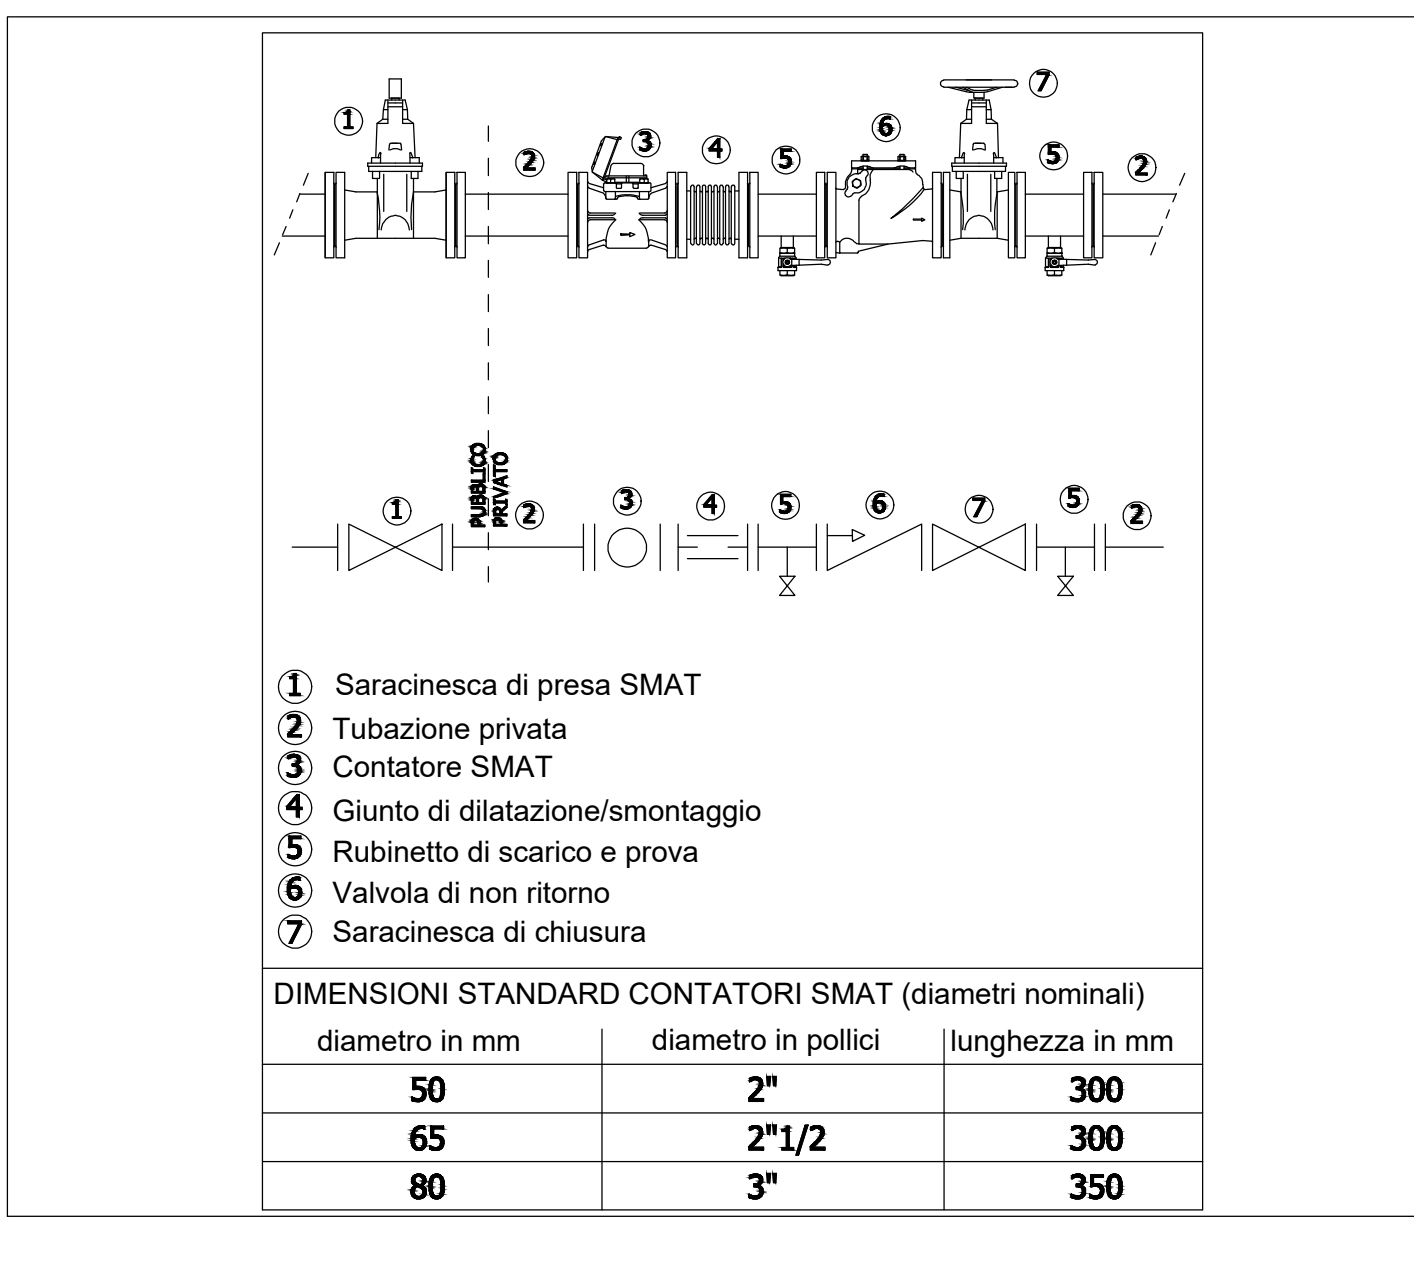 1
2
3
4
5
6
7
5
2
PUBBLICO
PRIVATO
1
2
3
4
5
6
7
5
2
1 Saracinesca di presa SMAT
2 Tubazione privata
3 Contatore SMAT
4 Giunto di dilatazione/smontaggio
5 Rubinetto di scarico e prova
6 Valvola di non ritorno
7 Saracinesca di chiusura
DIMENSIONI STANDARD CONTATORI SMAT (diametri nominali)
diametro in mm diametro in pollici lunghezza in mm
50 2" 300
65 2"1/2 300
80 3" 350